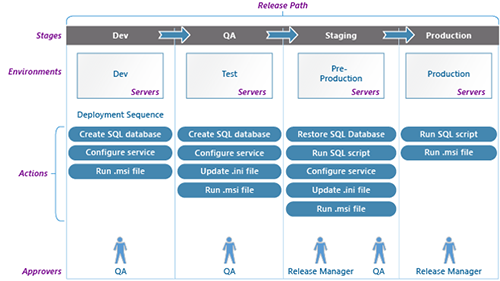 Release Path
Stages Dev QA Staging Production
Environments Dev Test Pre-
Production Production
Servers Servers Servers Servers
Deployment Sequence
Create SQL database Create SQL database Restore SQL Database Run SQL script
Configure service Configure service Run SQL script Run .msi file
Actions Run .msi file Update .ini file Configure service
Run .msi file Update .ini file
Run .msi file
Approvers QA QA Release Manager QA Release Manager